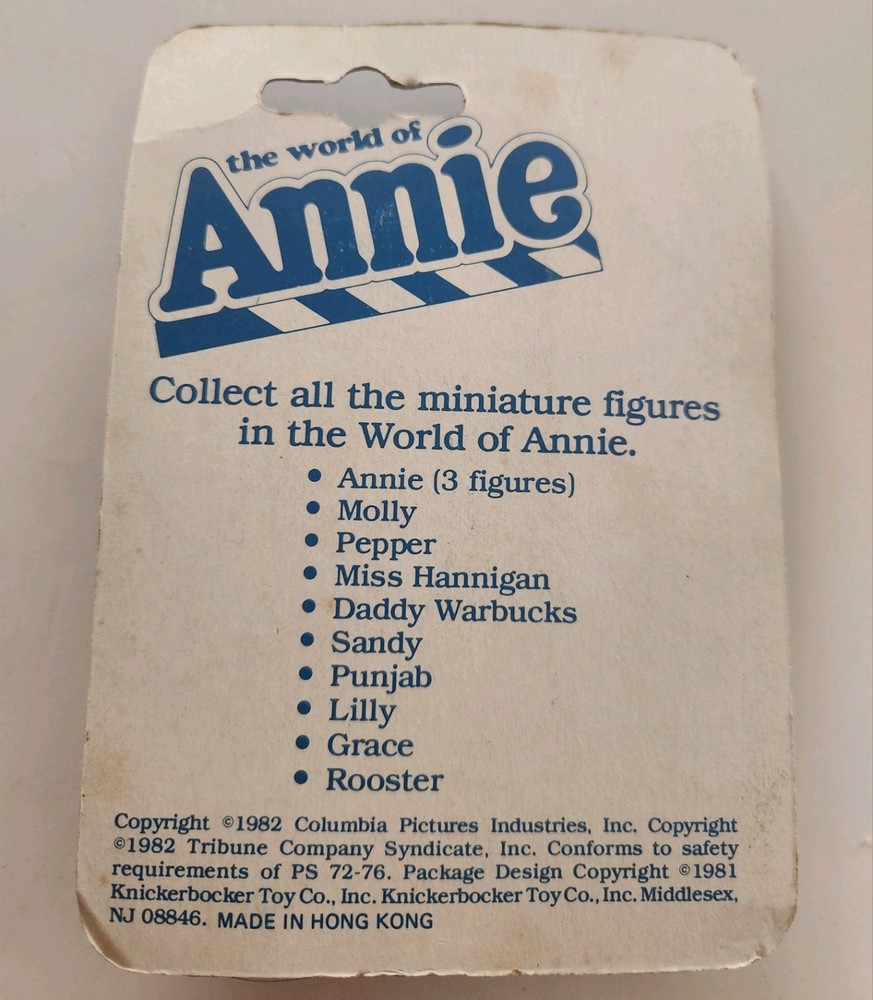 the world of
Annie
Collect all the miniature figures
in the World of Annie.
• Annie (3 figures)
• Molly
• Pepper
• Miss Hannigan
• Daddy Warbucks
• Sandy
• Punjab
• Lilly
• Grace
• Rooster
Copyright ©1982 Columbia Pictures Industries, Inc. Copyright
©1982 Tribune Company Syndicate, Inc. Conforms to safety
requirements of PS 72-76. Package Design Copyright ©1981
Knickerbocker Toy Co., Inc. Knickerbocker Toy Co., Inc. Middlesex,
NJ 08846. MADE IN HONG KONG